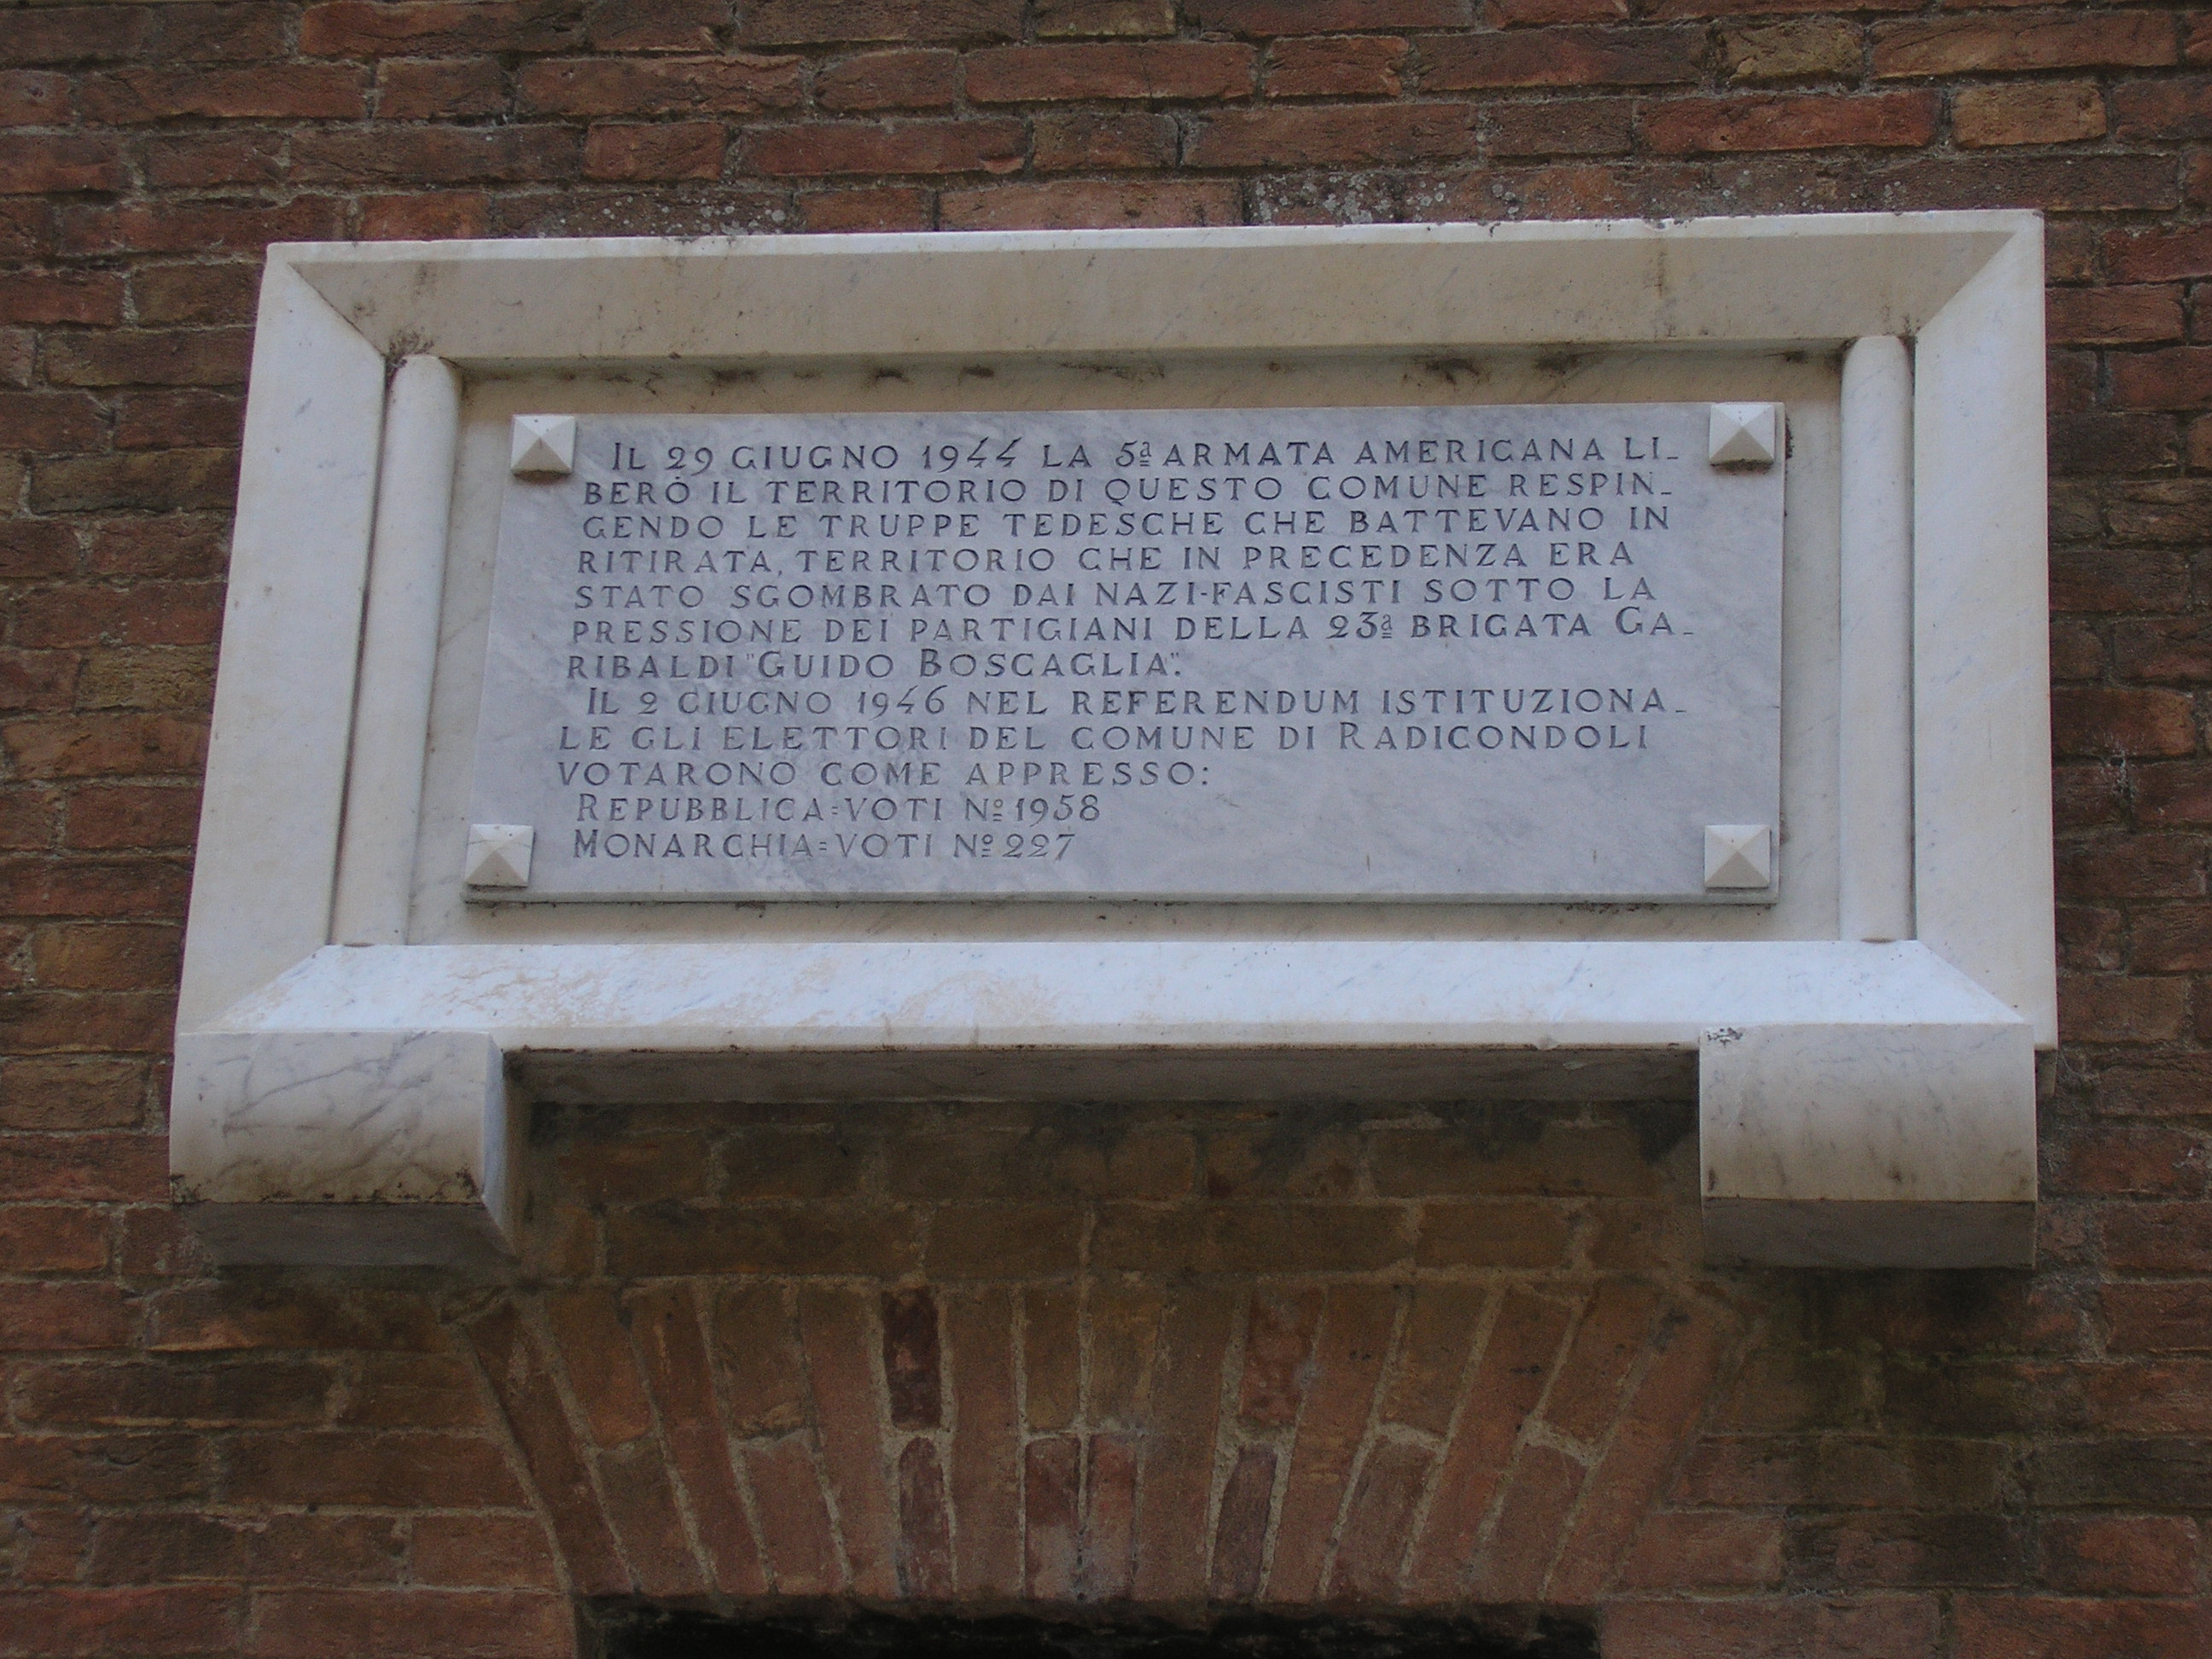 IL 29 GIUGNO 1944 LA 5ª ARMATA AMERICANA LI-
BERÒ IL TERRITORIO DI QUESTO COMUNE RESPIN-
GENDO LE TRUPPE TEDESCHE CHE BATTEVANO IN
RITIRATA, TERRITORIO CHE IN PRECEDENZA ERA
STATO SGOMBRATO DAI NAZI-FASCISTI SOTTO LA
PRESSIONE DEI PARTIGIANI DELLA 23ª BRIGATA GA-
RIBALDI "GUIDO BOSCAGLIA".
IL 2 GIUGNO 1946 NEL REFERENDUM ISTITUZIONA-
LE GLI ELETTORI DEL COMUNE DI RADICONDOLI
VOTARONO COME APPRESSO:
REPUBBLICA=VOTI Nº 1958
MONARCHIA=VOTI Nº 227